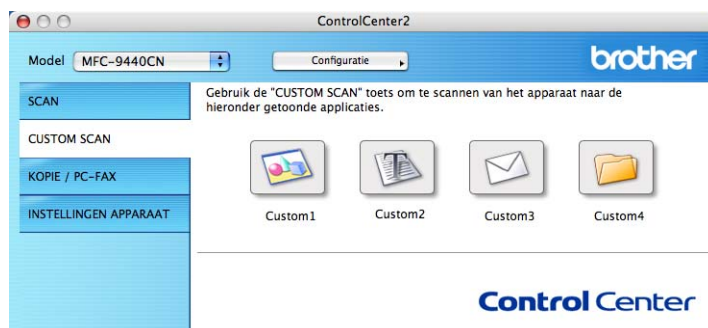 ControlCenter2
Model MFC-9440CN Configuratie brother
SCAN
CUSTOM SCAN
KOPIE / PC-FAX
INSTELLINGEN APPARAAT
Gebruik de "CUSTOM SCAN" toets om te scannen van het apparaat naar de
hieronder getoonde applicaties.
T
Custom1 Custom2 Custom3 Custom4
Control Center